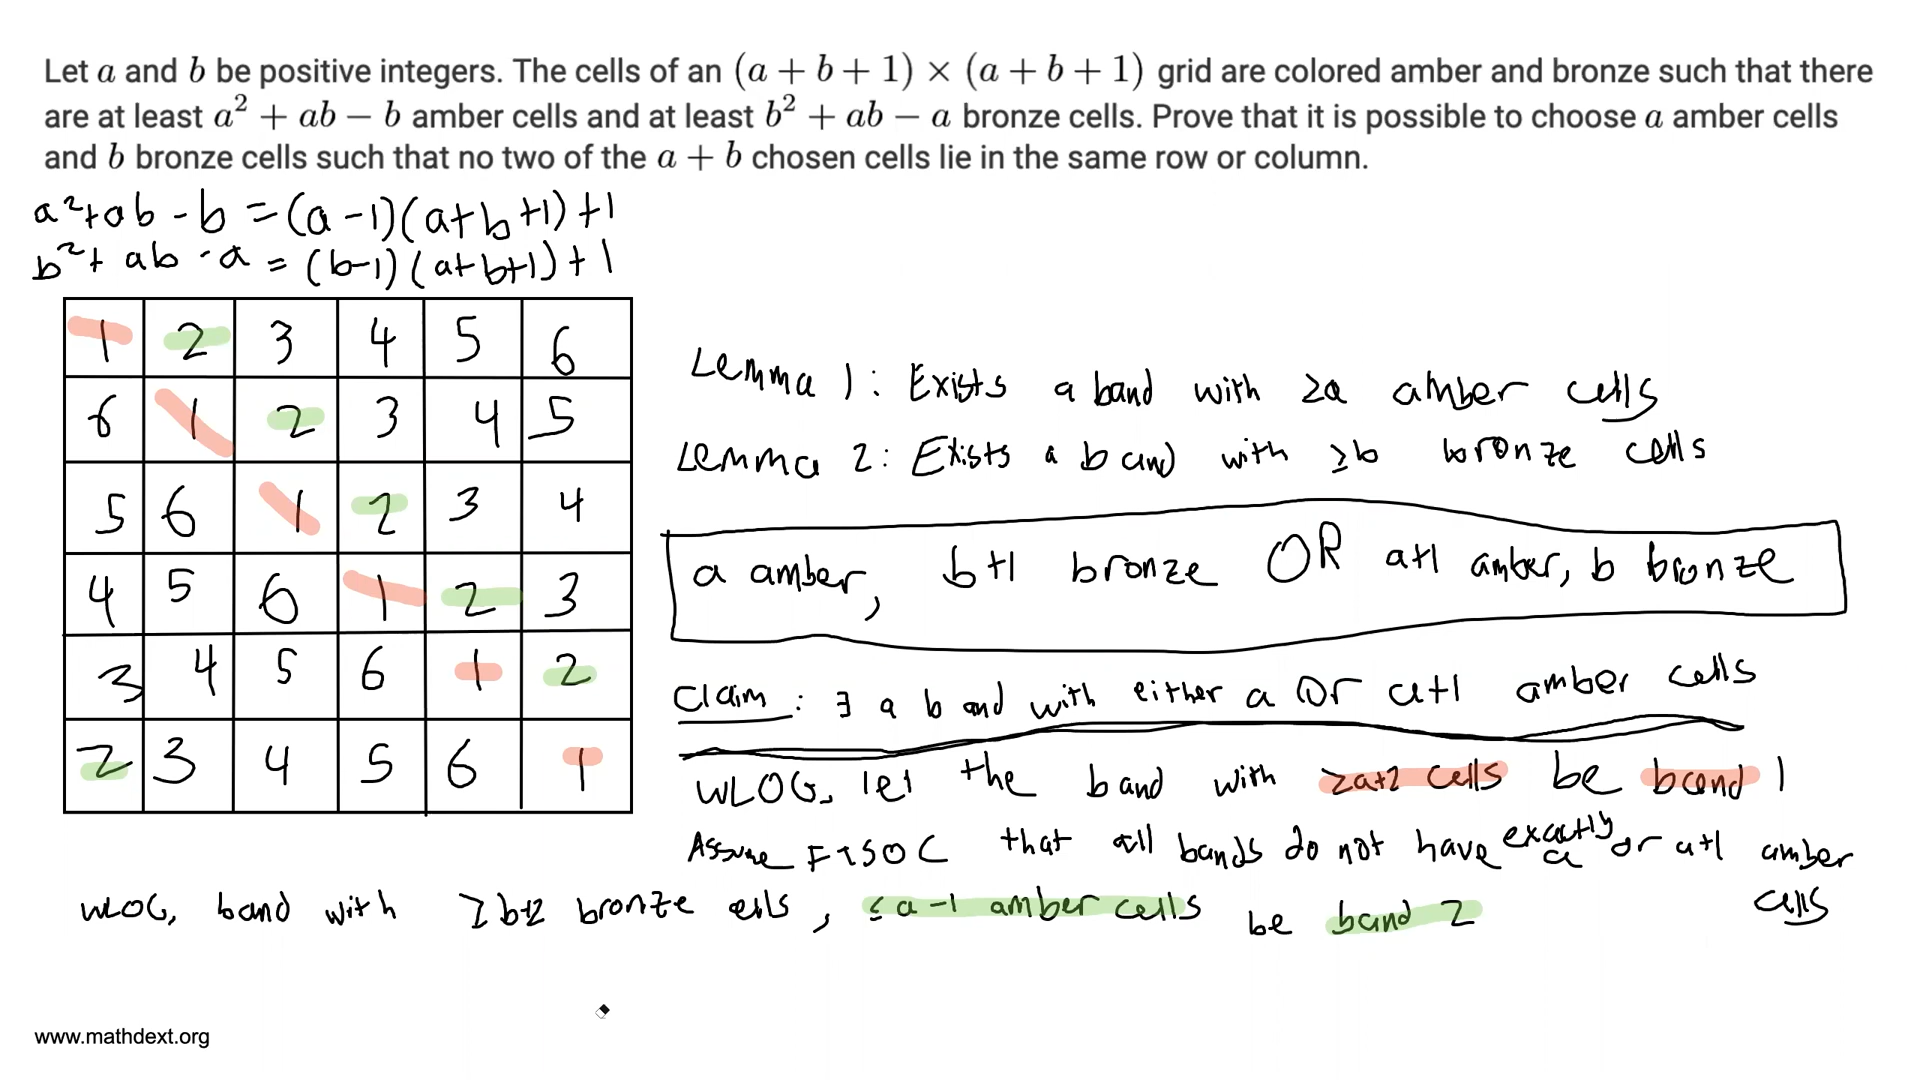 Let a and b be positive integers. The cells of an (a + b + 1) × (a + b + 1) grid are colored amber and bronze such that there
are at least a² + ab − b amber cells and at least b² + ab − a bronze cells. Prove that it is possible to choose a amber cells
and b bronze cells such that no two of the a + b chosen cells lie in the same row or column.
a²+ab-b = (a-1)(a+b+1)+1
b²+ab-a = (b-1)(a+b+1)+1
1 2 3 4 5 6
6 1 2 3 4 5
5 6 1 2 3 4
4 5 6 1 2 3
3 4 5 6 1 2
2 3 4 5 6 1
Lemma 1: Exists a band with ≥a amber cells
Lemma 2: Exists a band with ≥b bronze cells
a amber, b+1 bronze OR a+1 amber, b bronze
Claim: ∃ a band with either a or a+1 amber cells
WLOG, let the band with ≥a+2 cells be band 1
Assume FTSOC that all bands do not have exactly a or a+1 amber cells
WLOG, band with ≥b+2 bronze cells, ≤a-1 amber cells be band 2
www.mathdext.org